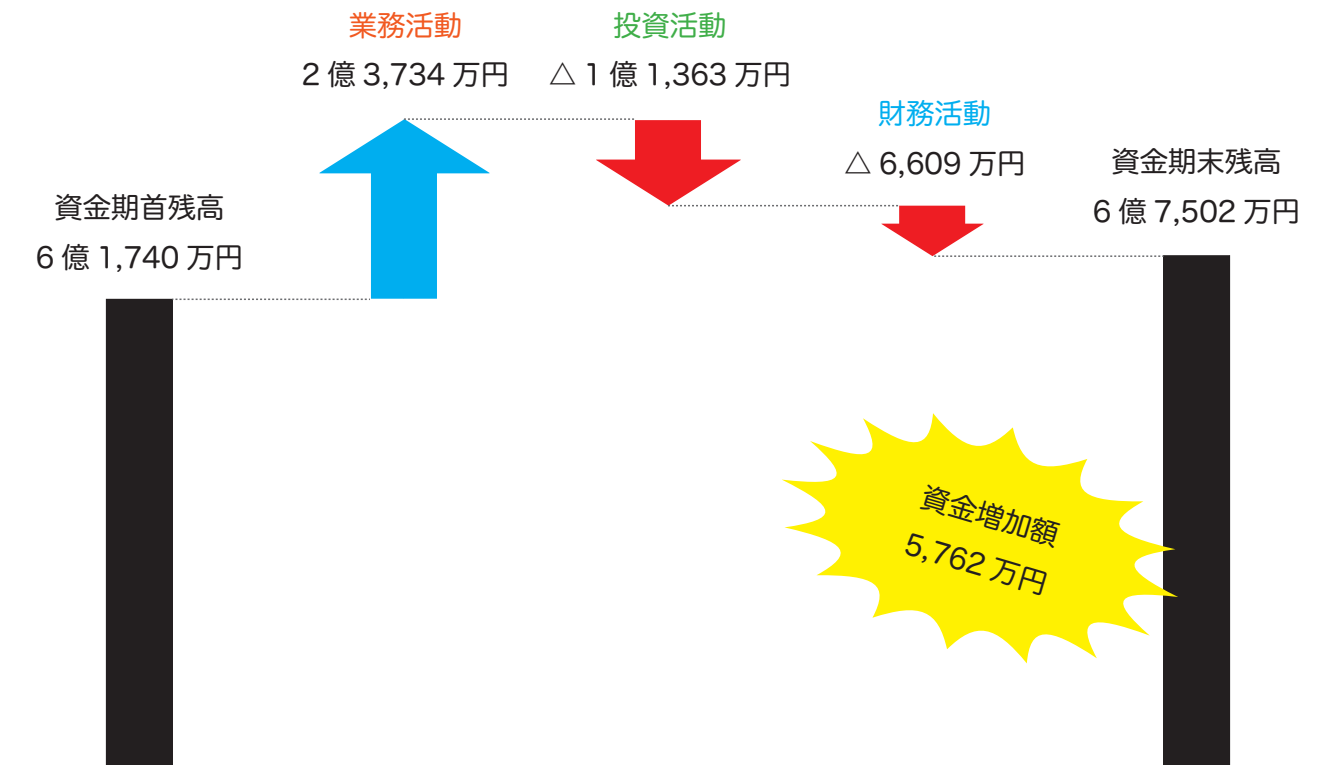 業務活動
2 億 3,734 万円
投資活動
△ 1 億 1,363 万円
財務活動
△ 6,609 万円
資金期末残高
6 億 7,502 万円
資金期首残高
6 億 1,740 万円
資金増加額
5,762 万円